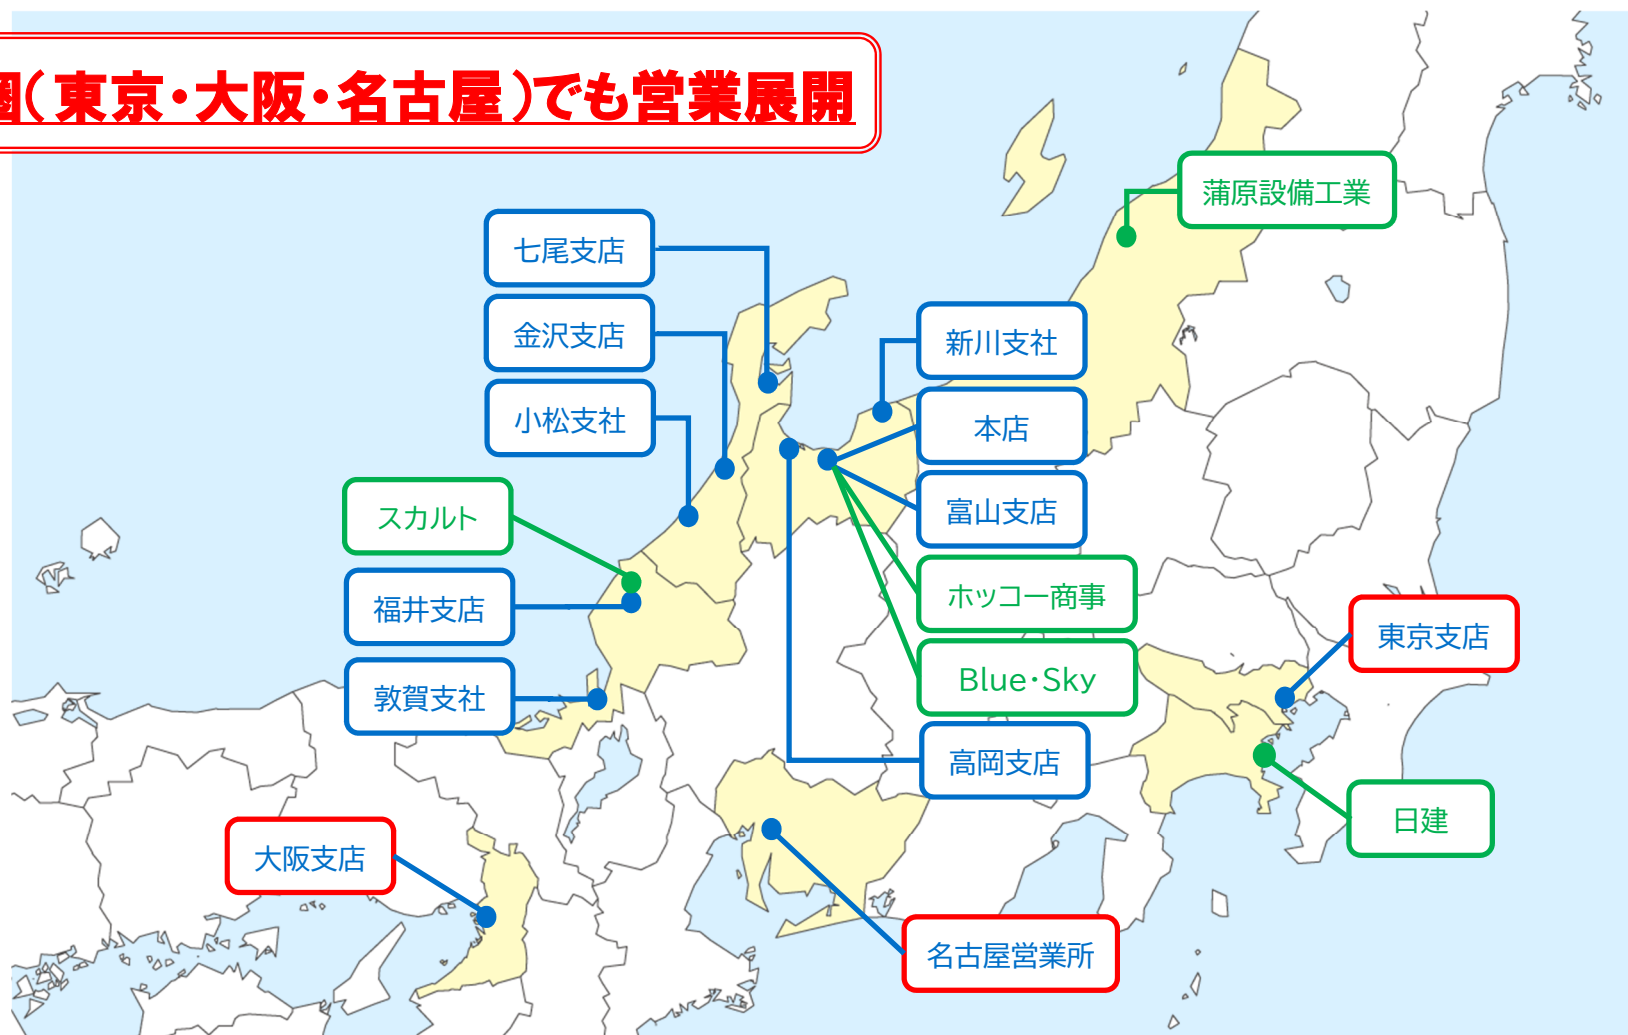 圏(東京・大阪・名古屋)でも営業展開
蒲原設備工業
七尾支店
金沢支店
小松支社
新川支社
本店
富山支店
スカルト
福井支店
敦賀支社
ホッコー商事
Blue・Sky
高岡支店
東京支店
日建
大阪支店
名古屋営業所